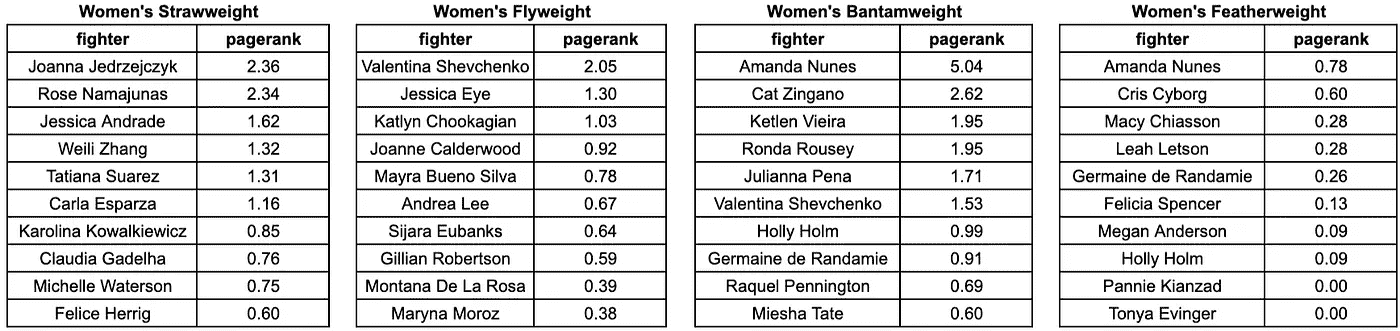 Women's Strawweight Women's Flyweight Women's Bantamweight Women's Featherweight
fighter pagerank fighter pagerank fighter pagerank fighter pagerank
Joanna Jedrzejczyk 2.36 Valentina Shevchenko 2.05 Amanda Nunes 5.04 Amanda Nunes 0.78
Rose Namajunas 2.34 Jessica Eye 1.30 Cat Zingano 2.62 Cris Cyborg 0.60
Jessica Andrade 1.62 Katlyn Chookagian 1.03 Ketlen Vieira 1.95 Macy Chiasson 0.28
Weili Zhang 1.32 Joanne Calderwood 0.92 Ronda Rousey 1.95 Leah Letson 0.28
Tatiana Suarez 1.31 Mayra Bueno Silva 0.78 Julianna Pena 1.71 Germaine de Randamie 0.26
Carla Esparza 1.16 Andrea Lee 0.67 Valentina Shevchenko 1.53 Felicia Spencer 0.13
Karolina Kowalkiewicz 0.85 Sijara Eubanks 0.64 Holly Holm 0.99 Megan Anderson 0.09
Claudia Gadelha 0.76 Gillian Robertson 0.59 Germaine de Randamie 0.91 Holly Holm 0.09
Michelle Waterson 0.75 Montana De La Rosa 0.39 Raquel Pennington 0.69 Pannie Kianzad 0.00
Felice Herrig 0.60 Maryna Moroz 0.38 Miesha Tate 0.60 Tonya Evinger 0.00